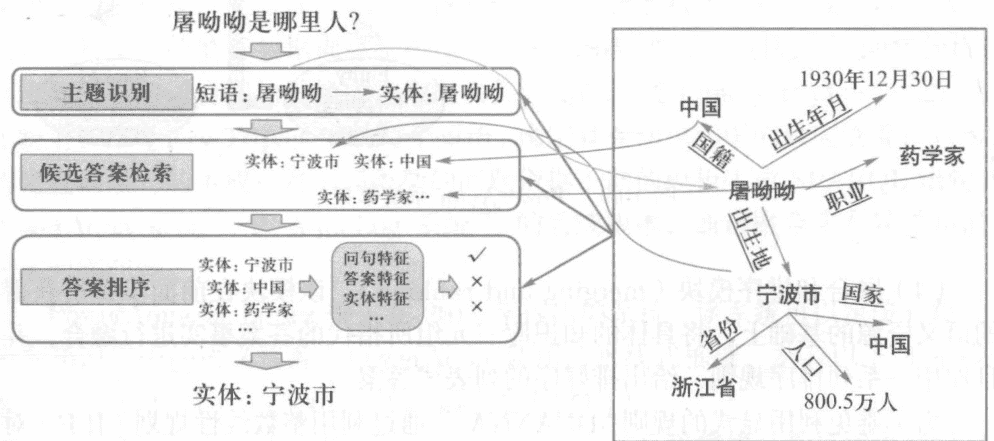 屠呦呦是哪里人?
主题识别 短语:屠呦呦 实体:屠呦呦
候选答案检索
实体:宁波市 实体:中国
实体:药学家…
答案排序
实体:宁波市
实体:中国
实体:药学家
…
问句特征
答案特征
实体特征
…
✓
×
×
实体:宁波市
1930年12月30日
中国
出生年月
国籍
药学家
屠呦呦
职业
出生地
宁波市
国家
省份
人口
中国
浙江省
800.5万人